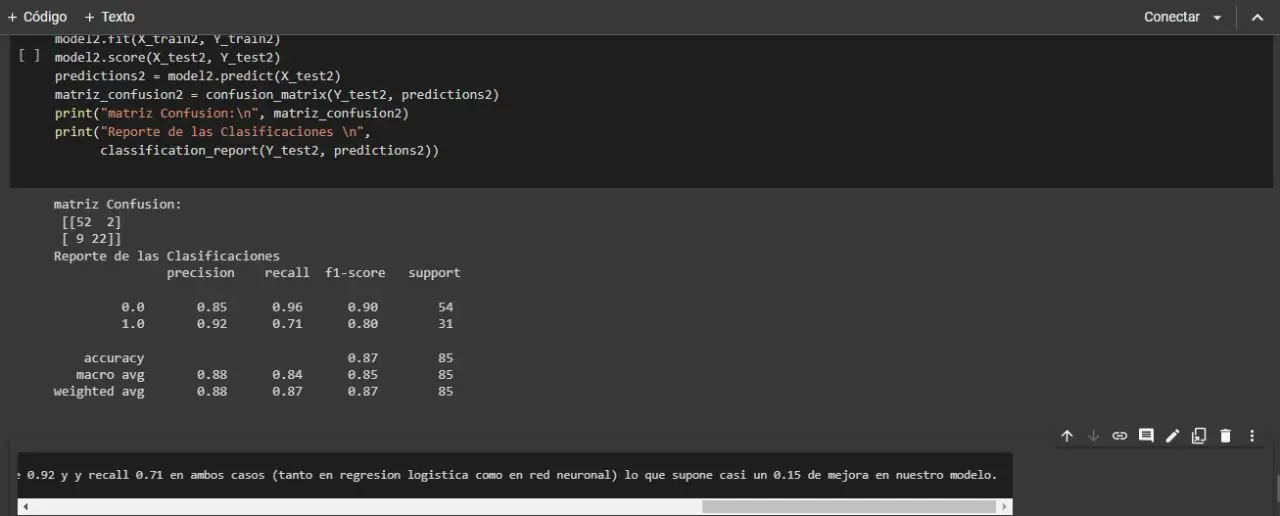 + Código + Texto Conectar
model2.fit(X_train2, Y_train2)
[ ] model2.score(X_test2, Y_test2)
predictions2 = model2.predict(X_test2)
matriz_confusion2 = confusion_matrix(Y_test2, predictions2)
print("matriz Confusion:\n", matriz_confusion2)
print("Reporte de las Clasificaciones \n",
classification_report(Y_test2, predictions2))
matriz Confusion:
[[52 2]
[ 9 22]]
Reporte de las Clasificaciones
precision recall f1-score support
0.0 0.85 0.96 0.90 54
1.0 0.92 0.71 0.80 31
accuracy 0.87 85
macro avg 0.88 0.84 0.85 85
weighted avg 0.88 0.87 0.87 85
0.92 y y recall 0.71 en ambos casos (tanto en regresion logistica como en red neuronal) lo que supone casi un 0.15 de mejora en nuestro modelo.